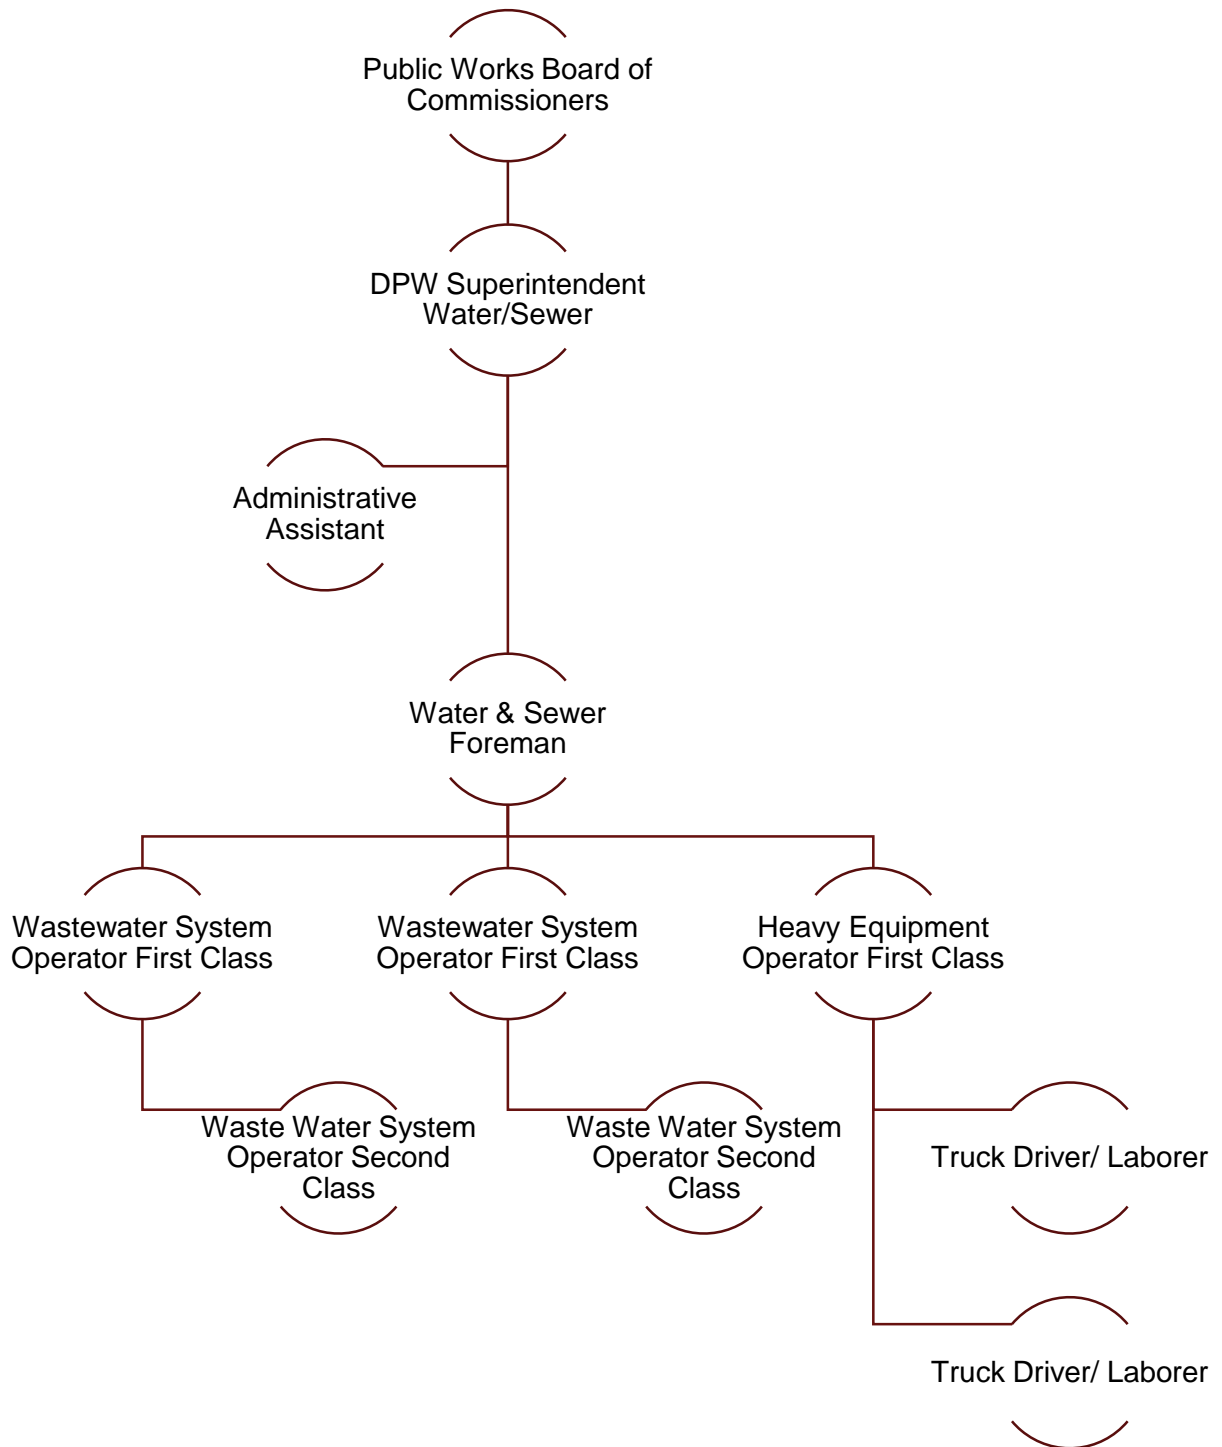 Public Works Board of
Commissioners
DPW Superintendent
Water/Sewer
Administrative
Assistant
Water & Sewer
Foreman
Wastewater System
Operator First Class
Wastewater System
Operator First Class
Heavy Equipment
Operator First Class
Waste Water System
Operator Second
Class
Waste Water System
Operator Second
Class
Truck Driver/ Laborer
Truck Driver/ Laborer